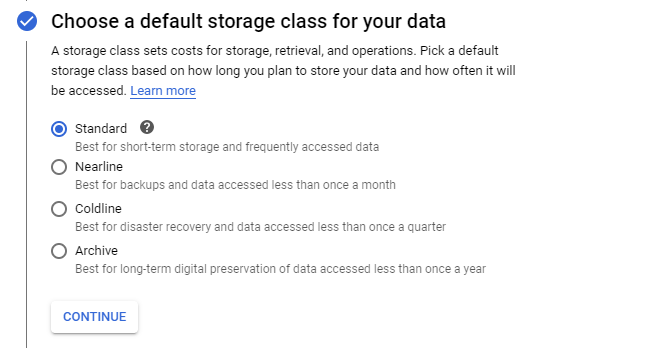 Choose a default storage class for your data
A storage class sets costs for storage, retrieval, and operations. Pick a default
storage class based on how long you plan to store your data and how often it will
be accessed. Learn more
Standard
Best for short-term storage and frequently accessed data
Nearline
Best for backups and data accessed less than once a month
Coldline
Best for disaster recovery and data accessed less than once a quarter
Archive
Best for long-term digital preservation of data accessed less than once a year
CONTINUE